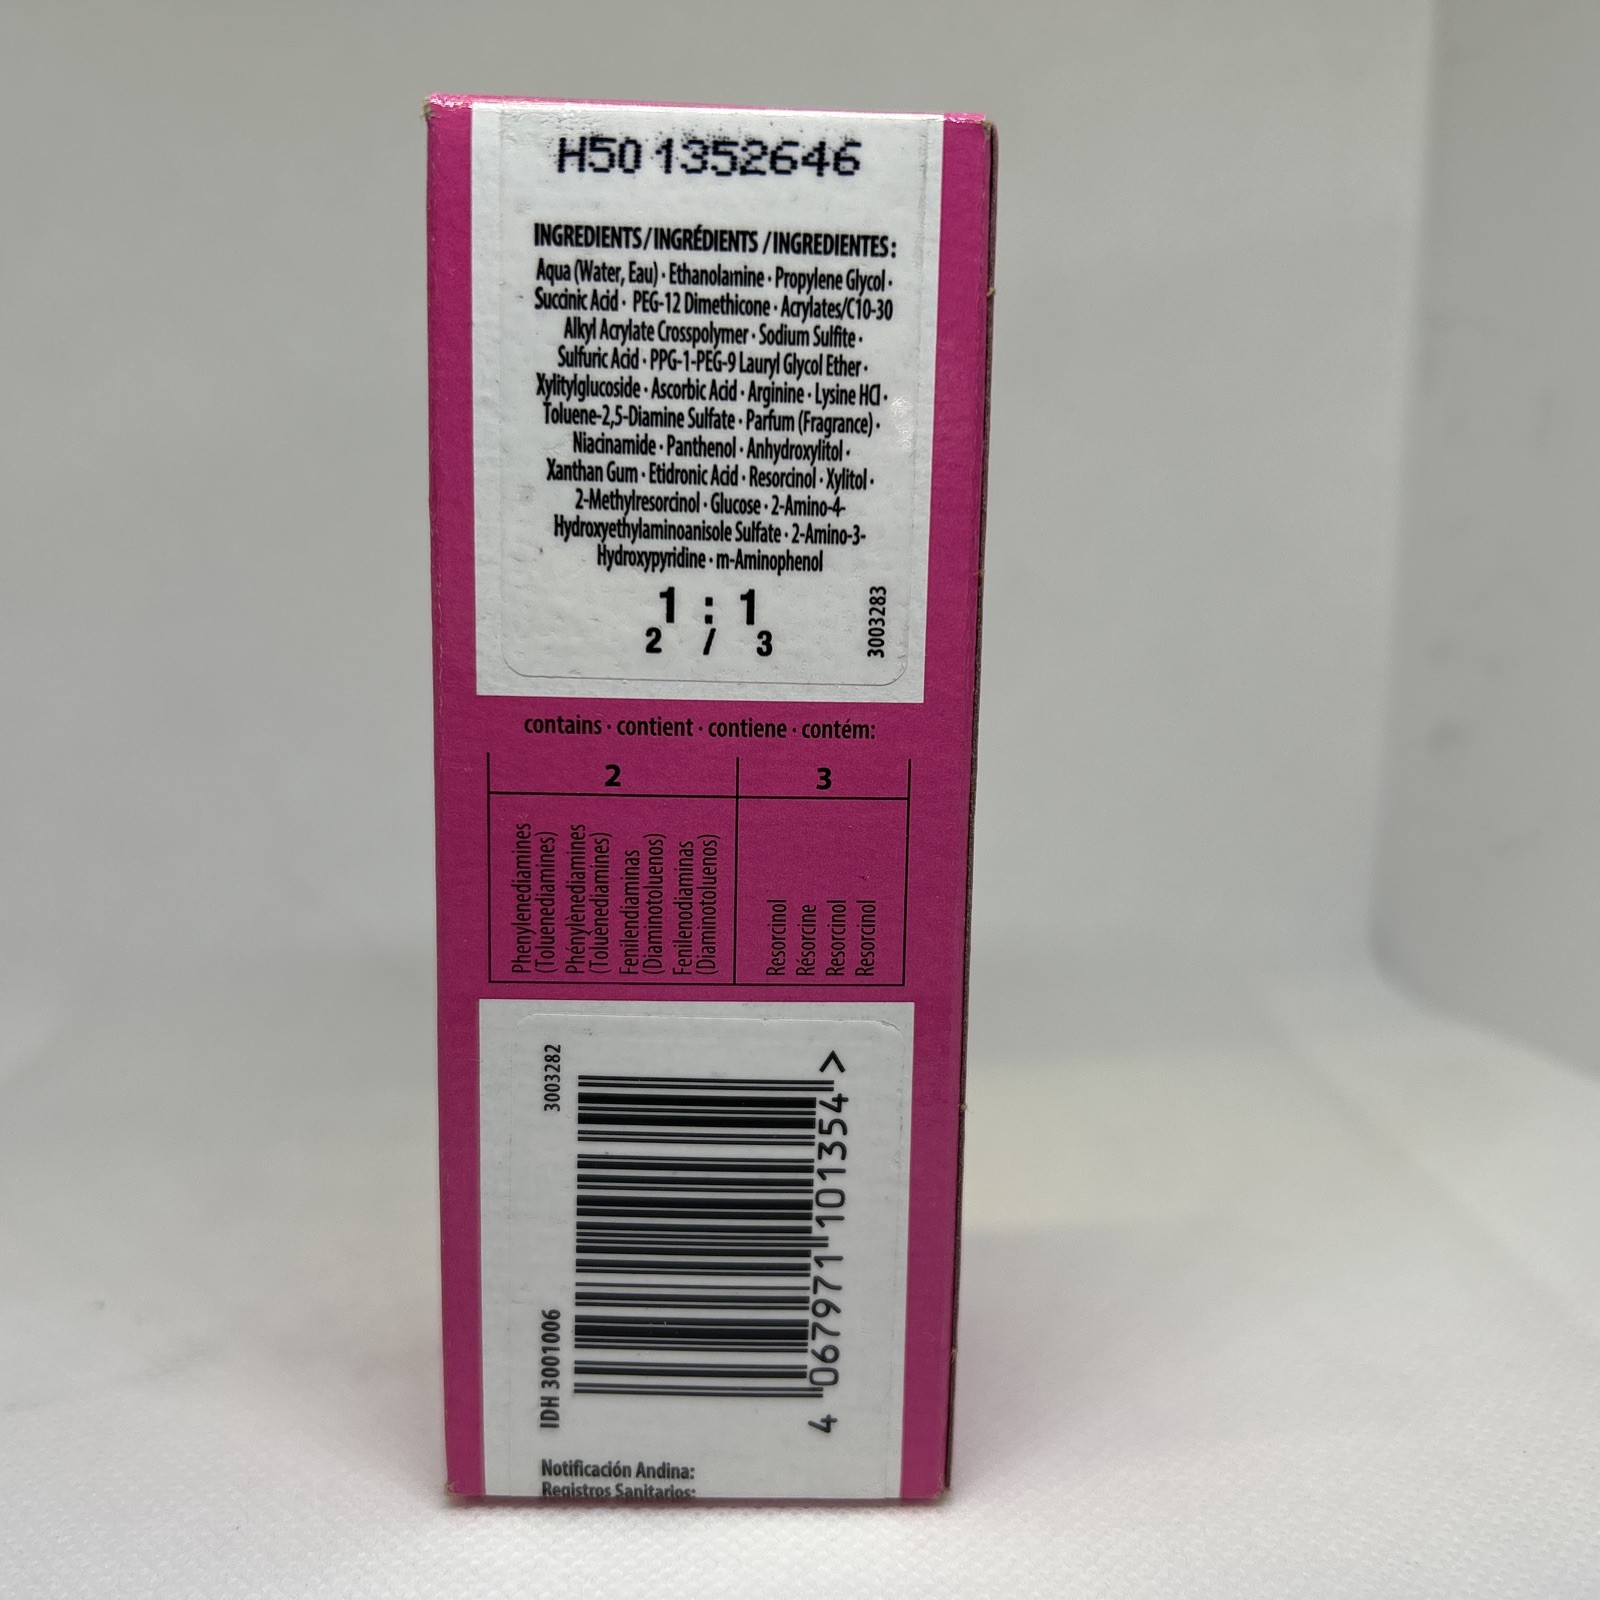 H50 1352646
INGREDIENTS/INGRÉDIENTS/INGREDIENTES:
Aqua (Water, Eau) · Ethanolamine · Propylene Glycol ·
Succinic Acid · PEG-12 Dimethicone · Acrylates/C10-30
Alkyl Acrylate Crosspolymer · Sodium Sulfite ·
Sulfuric Acid · PPG-1-PEG-9 Lauryl Glycol Ether ·
Xylitylglucoside · Ascorbic Acid · Arginine · Lysine HCl ·
Toluene-2,5-Diamine Sulfate · Parfum (Fragrance) ·
Niacinamide · Panthenol · Anhydroxylitol ·
Xanthan Gum · Etidronic Acid · Resorcinol · Xylitol ·
2-Methylresorcinol · Glucose · 2-Amino-4-
Hydroxyethylaminoanisole Sulfate · 2-Amino-3-
Hydroxypyridine · m-Aminophenol
1 : 1
2 / 3
3003283
contains · contient · contiene · contém:
2
3
Phenylenediamines
(Toluenediamines)
Phénylènediamines
(Toluènediamines)
Fenilendiaminas
(Diaminotoluenos)
Fenilenodiaminas
(Diaminotoluenos)
Resorcinol
Résorcine
Resorcinol
Resorcinol
3003282
IDH 3001006
4 067971 101354 >
Notificación Andina:
Registros Sanitarios: